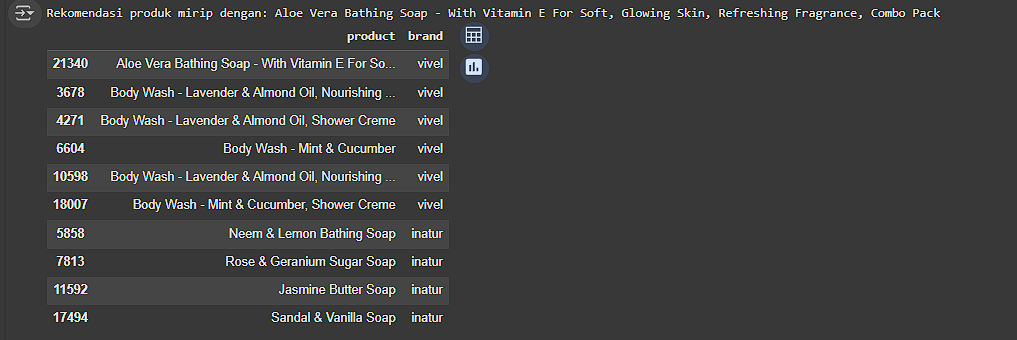 Rekomendasi produk mirip dengan: Aloe Vera Bathing Soap - With Vitamin E For Soft, Glowing Skin, Refreshing Fragrance, Combo Pack
product brand
21340 Aloe Vera Bathing Soap - With Vitamin E For So... vivel
3678 Body Wash - Lavender & Almond Oil, Nourishing ... vivel
4271 Body Wash - Lavender & Almond Oil, Shower Creme vivel
6604 Body Wash - Mint & Cucumber vivel
10598 Body Wash - Lavender & Almond Oil, Nourishing ... vivel
18007 Body Wash - Mint & Cucumber, Shower Creme vivel
5858 Neem & Lemon Bathing Soap inatur
7813 Rose & Geranium Sugar Soap inatur
11592 Jasmine Butter Soap inatur
17494 Sandal & Vanilla Soap inatur